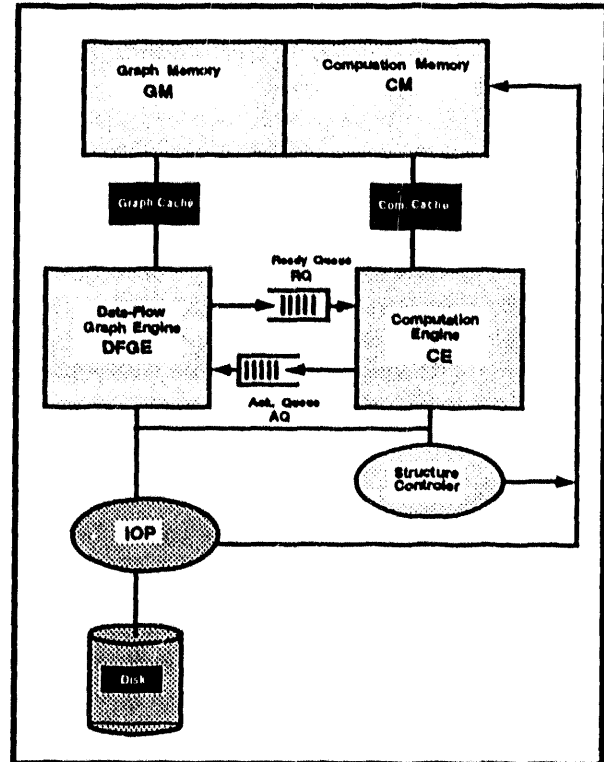 Graph Memory
GM
Compustion Memory
CM
Graph Cache
Com. Cache
Ready Queue
RQ
Data-Flow
Graph Engine
DFGE
Computation
Engine
CE
Ack. Queue
AQ
Structure
Controler
IOP
Disk